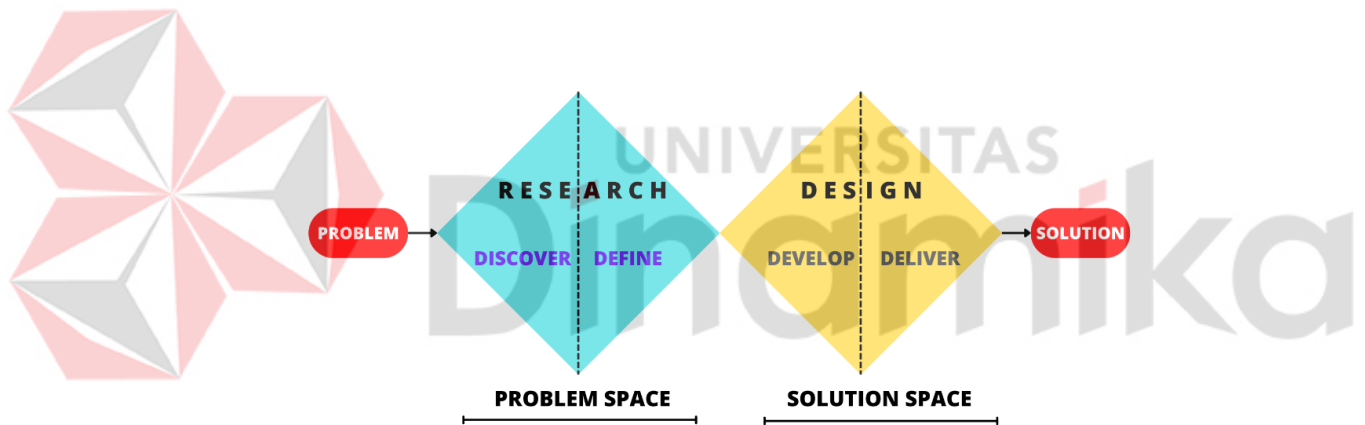 UNIVERSITAS
Dinamika
RESEARCH
DESIGN
PROBLEM
DISCOVER
DEFINE
DEVELOP
DELIVER
SOLUTION
PROBLEM SPACE
SOLUTION SPACE